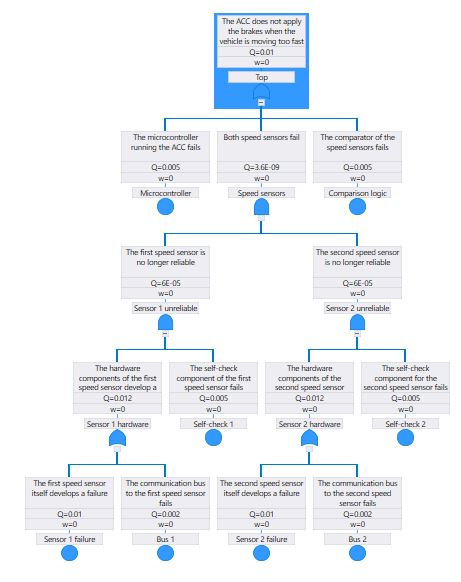 The ACC does not apply
the brakes when the
vehicle is moving too fast
Q=0.01
w=0
Top
The microcontroller
running the ACC fails
Q=0.005
w=0
Microcontroller
Both speed sensors fail
Q=3.6E-09
w=0
Speed sensors
The comparator of the
speed sensors fails
Q=0.005
w=0
Comparison logic
The first speed sensor is
no longer reliable
Q=6E-05
w=0
Sensor 1 unreliable
The second speed sensor
is no longer reliable
Q=6E-05
w=0
Sensor 2 unreliable
The hardware
components of the first
speed sensor develop a
Q=0.012
w=0
Sensor 1 hardware
The self-check
component of the first
speed sensor fails
Q=0.005
w=0
Self-check 1
The hardware
components of the
second speed sensor
Q=0.012
w=0
Sensor 2 hardware
The self-check
component for the
second speed sensor fails
Q=0.005
w=0
Self-check 2
The first speed sensor
itself develops a failure
Q=0.01
w=0
Sensor 1 failure
The communication bus
to the first speed sensor
fails
Q=0.002
w=0
Bus 1
The second speed sensor
itself develops a failure
Q=0.01
w=0
Sensor 2 failure
The communication bus
to the second speed
sensor fails
Q=0.002
w=0
Bus 2